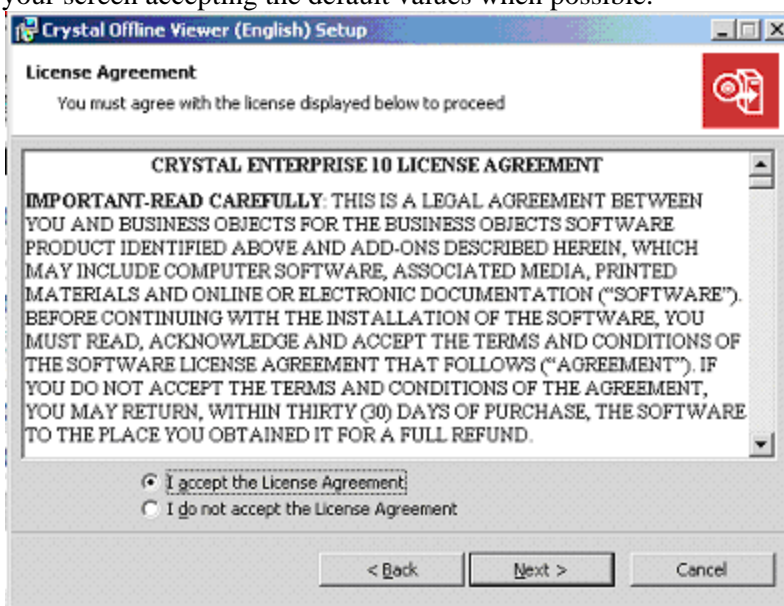 your screen accepting the default values when possible.
Crystal Offline Viewer (English) Setup
License Agreement
You must agree with the license displayed below to proceed
CRYSTAL ENTERPRISE 10 LICENSE AGREEMENT
IMPORTANT-READ CAREFULLY: THIS IS A LEGAL AGREEMENT BETWEEN
YOU AND BUSINESS OBJECTS FOR THE BUSINESS OBJECTS SOFTWARE
PRODUCT IDENTIFIED ABOVE AND ADD-ONS DESCRIBED HEREIN, WHICH
MAY INCLUDE COMPUTER SOFTWARE, ASSOCIATED MEDIA, PRINTED
MATERIALS AND ONLINE OR ELECTRONIC DOCUMENTATION (“SOFTWARE”).
BEFORE CONTINUING WITH THE INSTALLATION OF THE SOFTWARE, YOU
MUST READ, ACKNOWLEDGE AND ACCEPT THE TERMS AND CONDITIONS OF
THE SOFTWARE LICENSE AGREEMENT THAT FOLLOWS (“AGREEMENT”). IF
YOU DO NOT ACCEPT THE TERMS AND CONDITIONS OF THE AGREEMENT,
YOU MAY RETURN, WITHIN THIRTY (30) DAYS OF PURCHASE, THE SOFTWARE
TO THE PLACE YOU OBTAINED IT FOR A FULL REFUND.
I accept the License Agreement
I do not accept the License Agreement
< Back Next > Cancel